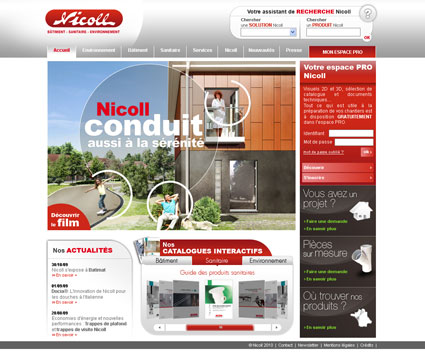 Nicoll
BÂTIMENT - SANITAIRE - ENVIRONNEMENT
Votre assistant de RECHERCHE Nicoll
Chercher
une SOLUTION Nicoll
Chercher
un PRODUIT Nicoll
OK
Accueil
Environnement
Bâtiment
Sanitaire
Services
Nicoll
Nouveautés
Presse
MON ESPACE PRO
Nicoll
conduit
aussi à la sérénité
Découvrir
le film
Votre espace PRO
Nicoll
Visuels 2D et 3D, sélection de
catalogue et documents
techniques...
Tout ce qui est utile à la
préparation de vos chantiers est
à disposition GRATUITEMENT
dans l'espace PRO.
Identifiant
Mot de passe
Mot de passe oublié ?
OK
Découvrir
S'inscrire
Vous avez un
projet ?
Faire une demande
En savoir plus
Pièces
sur mesure
En savoir plus
Où trouver nos
produits ?
En savoir plus
Nos ACTUALITÉS
30/10/09
Nicoll s'expose à Batimat
En savoir +
01/09/09
Docia® L'innovation de Nicoll
pour les douches à l'italienne
En savoir +
20/08/09
Economies d'énergie et nouvelles
performances : Trappes de plafond
et trappes de visite Nicoll
En savoir +
Nos
CATALOGUES INTERACTIFS
Bâtiment
Sanitaire
Environnement
Guide des produits sanitaires
© Nicoll 2010 | Contact | Newsletter | Mentions légales | Crédits |